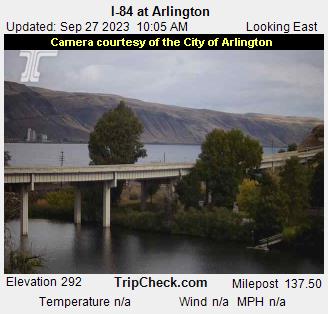 I-84 at Arlington
Updated: Sep 27 2023 10:05 AM Looking East
Camera courtesy of the City of Arlington
Elevation 292 TripCheck.com Milepost 137.50
Temperature n/a Wind n/a MPH n/a